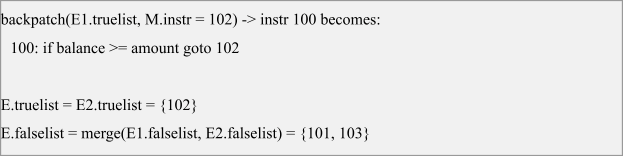 backpatch(E1.truelist, M.instr = 102) -> instr 100 becomes:
100: if balance >= amount goto 102
E.truelist = E2.truelist = {102}
E.falselist = merge(E1.falselist, E2.falselist) = {101, 103}